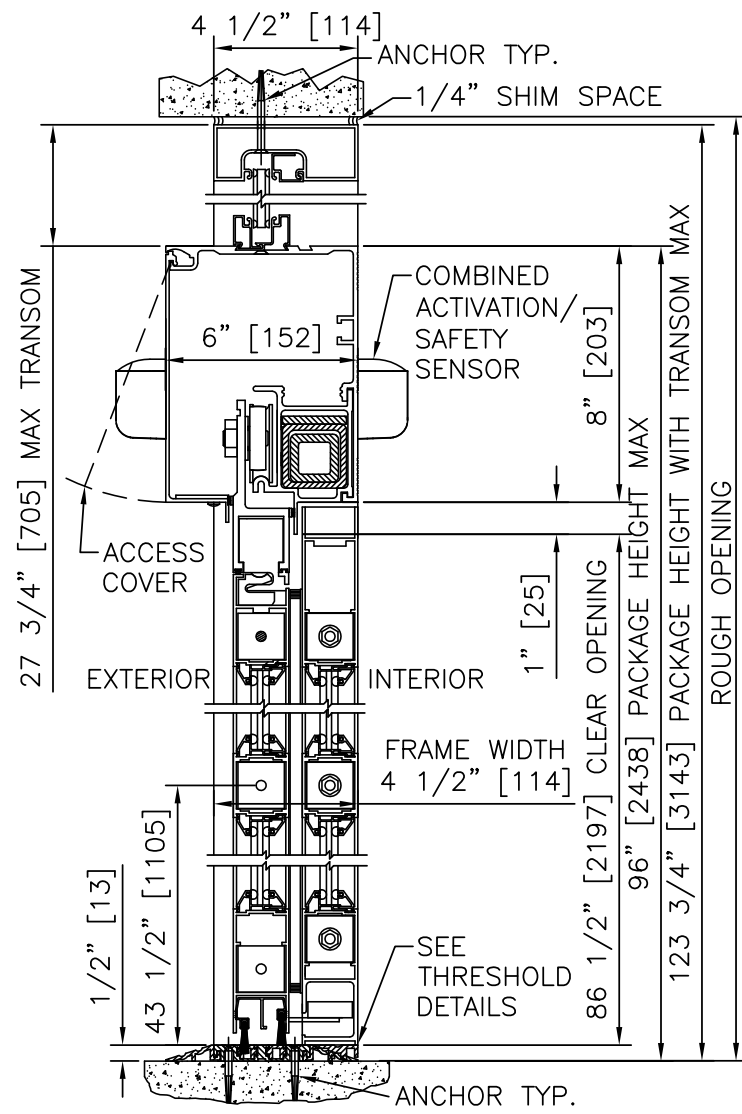 4 1/2” [114]
ANCHOR TYP.
1/4” SHIM SPACE
27 3/4” [705] MAX TRANSOM
COMBINED
ACTIVATION/
SAFETY
SENSOR
6” [152]
8” [203]
ACCESS
COVER
1” [25]
EXTERIOR
INTERIOR
FRAME WIDTH
4 1/2” [114]
1/2” [13]
43 1/2” [1105]
86 1/2” [2197] CLEAR OPENING
96” [2438] PACKAGE HEIGHT MAX
123 3/4” [3143] PACKAGE HEIGHT WITH TRANSOM MAX
ROUGH OPENING
SEE
THRESHOLD
DETAILS
ANCHOR TYP.